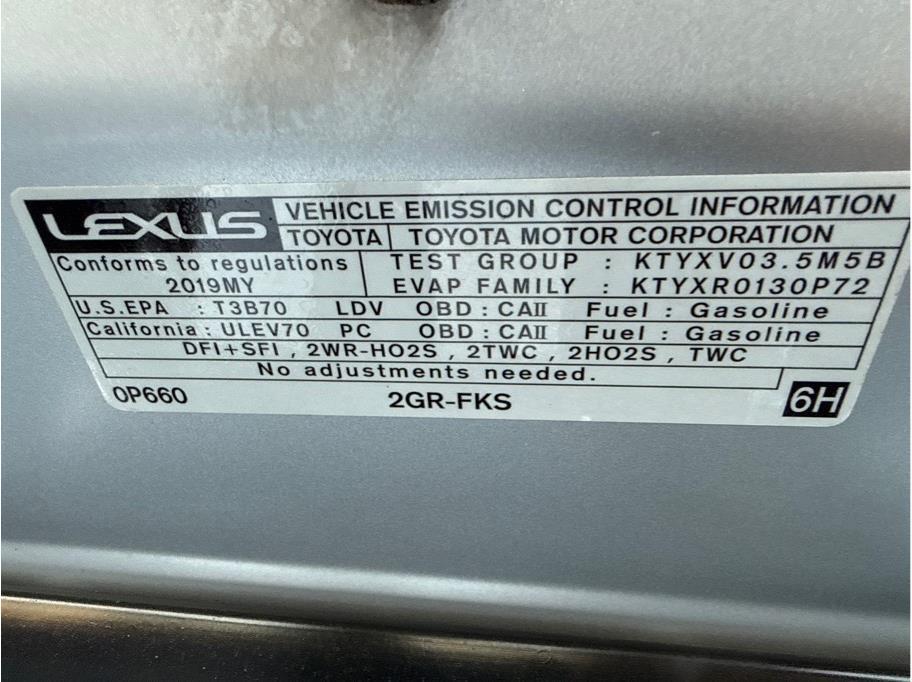 LEXUS VEHICLE EMISSION CONTROL INFORMATION
TOYOTA TOYOTA MOTOR CORPORATION
Conforms to regulations TEST GROUP : KTYXV03.5M5B
2019MY EVAP FAMILY : KTYXR0130P72
U.S.EPA : T3B70 LDV OBD : CAII Fuel : Gasoline
California : ULEV70 PC OBD : CAII Fuel : Gasoline
DFI+SFI , 2WR-HO2S , 2TWC , 2HO2S , TWC
No adjustments needed.
0P660 2GR-FKS 6H